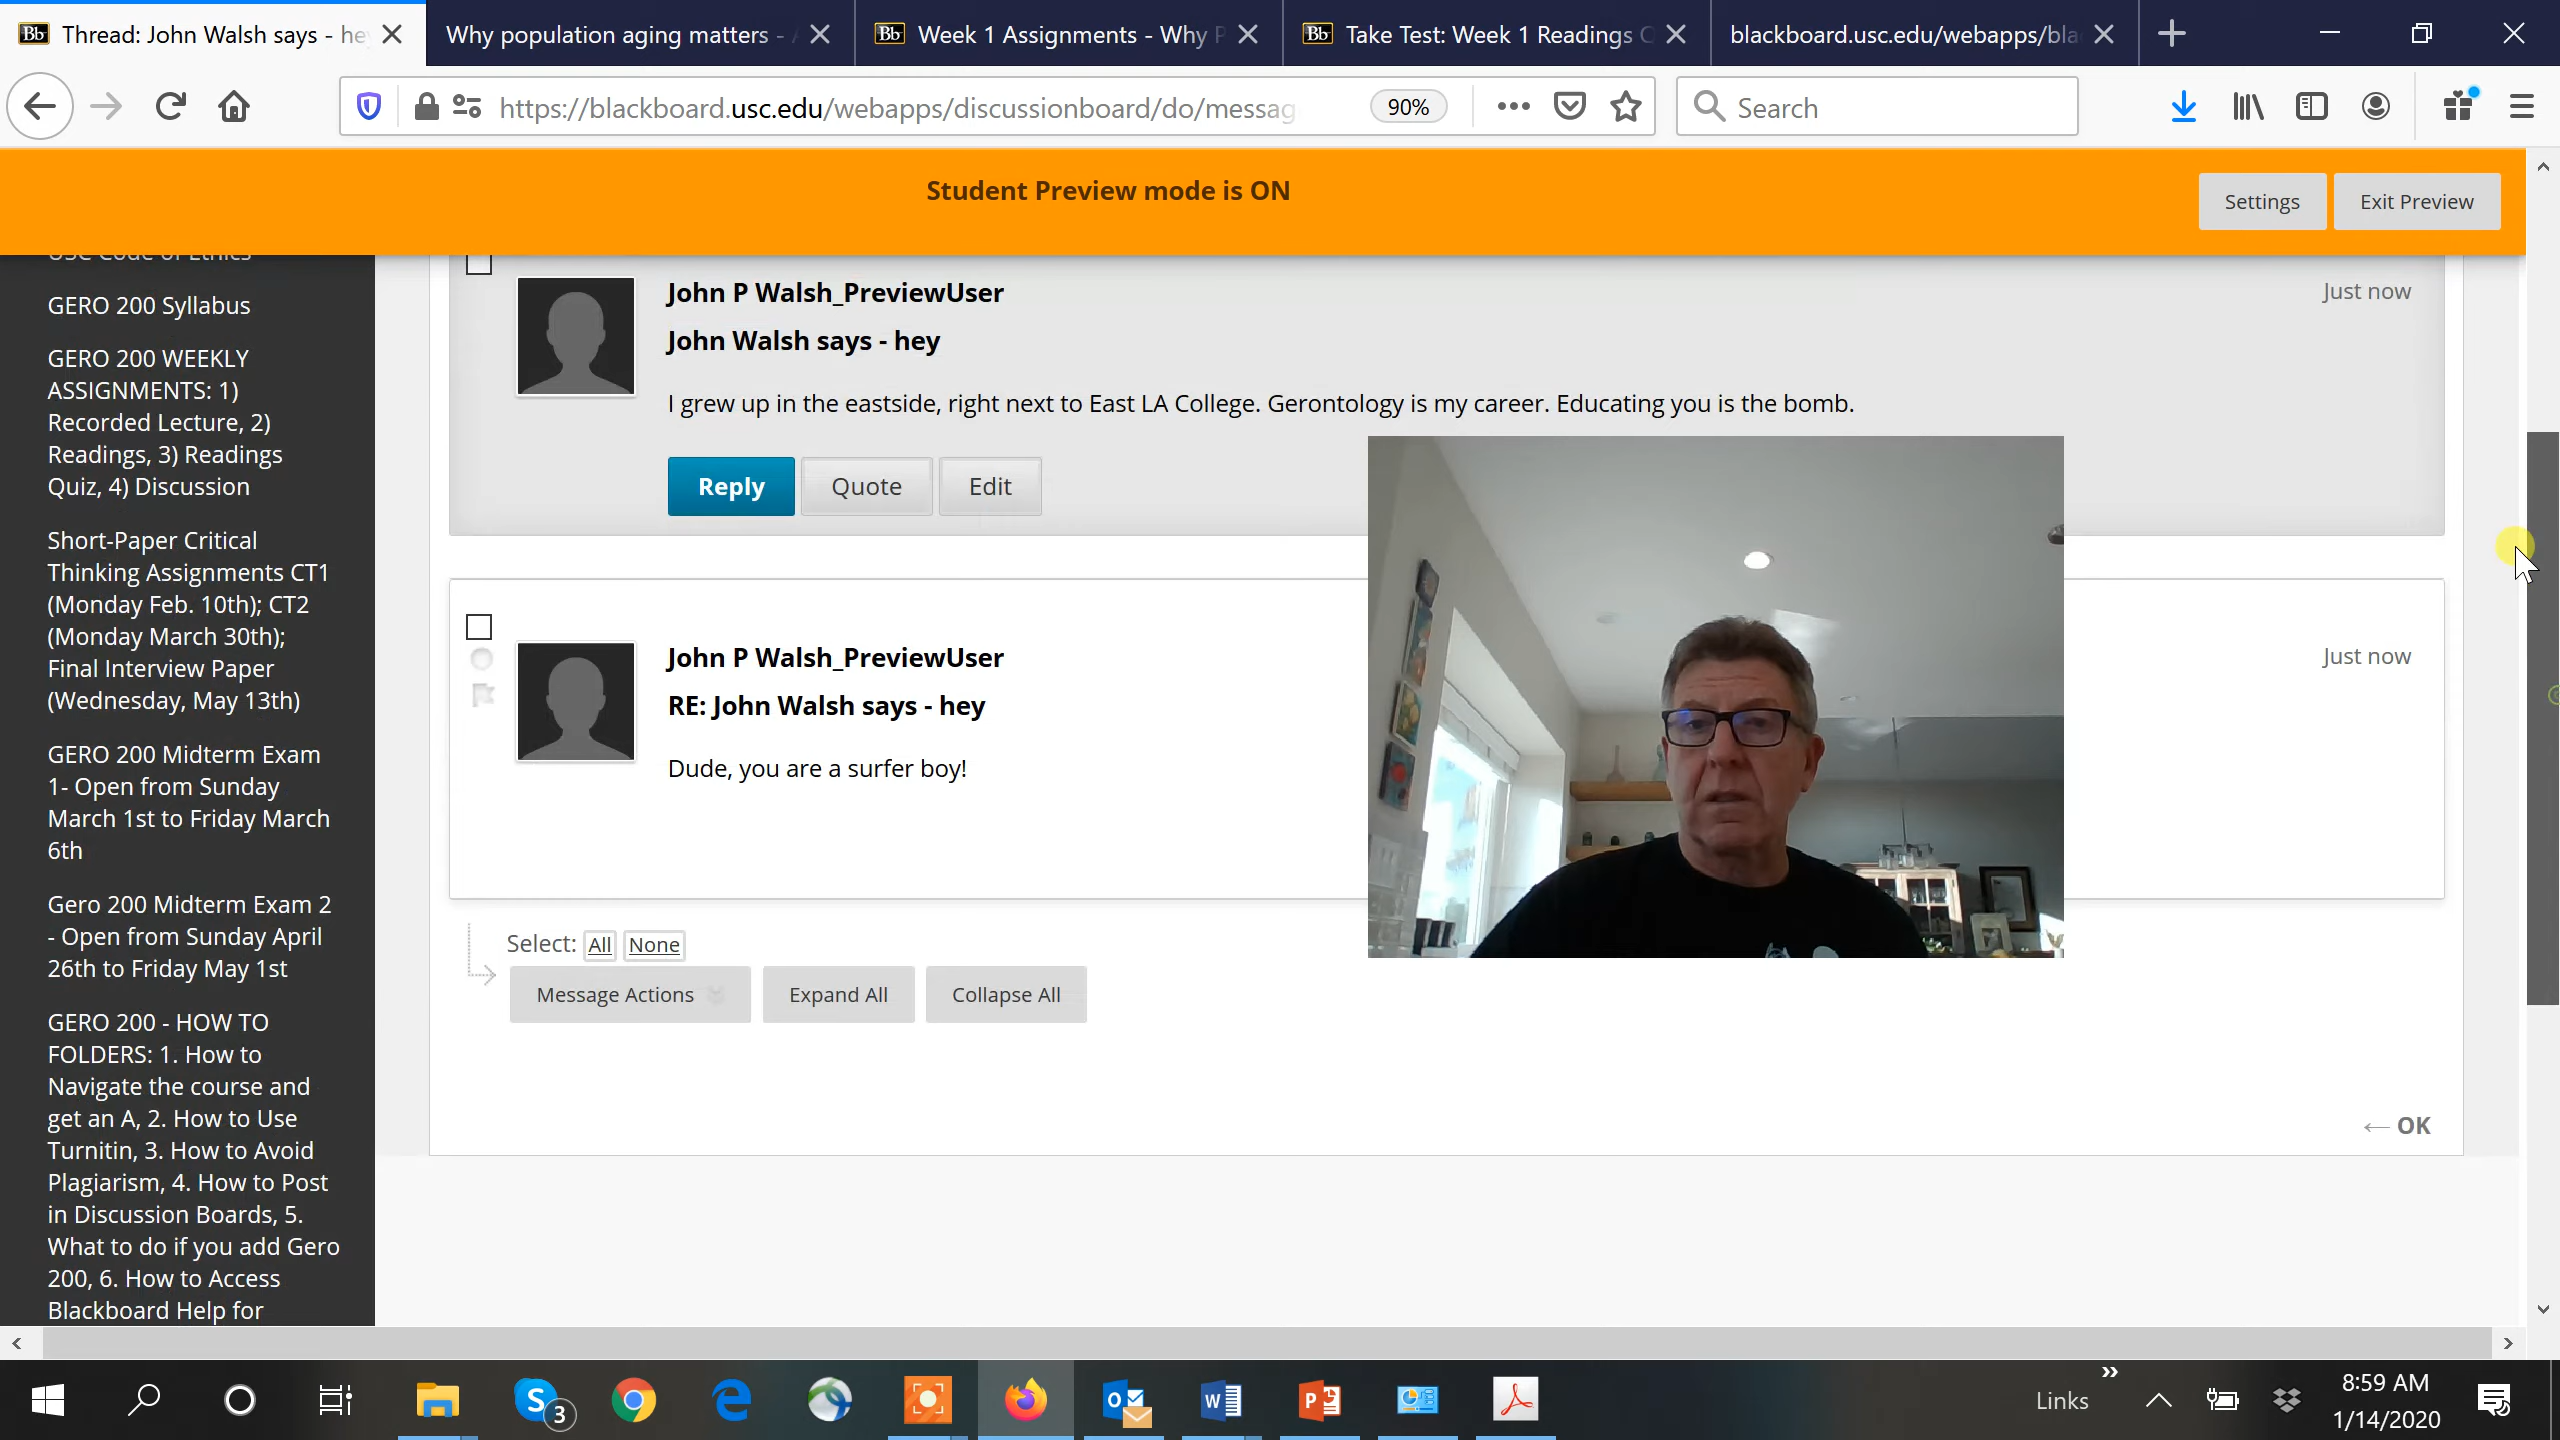 Thread: John Walsh says - hey
Why population aging matters -
Week 1 Assignments - Why P
Take Test: Week 1 Readings
blackboard.usc.edu/webapps/bla
https://blackboard.usc.edu/webapps/discussionboard/do/messag
90%
Search
Student Preview mode is ON
Settings
Exit Preview
USC Code of Ethics
GERO 200 Syllabus
GERO 200 WEEKLY
ASSIGNMENTS: 1)
Recorded Lecture, 2)
Readings, 3) Readings
Quiz, 4) Discussion
Short-Paper Critical
Thinking Assignments CT1
(Monday Feb. 10th); CT2
(Monday March 30th);
Final Interview Paper
(Wednesday, May 13th)
GERO 200 Midterm Exam
1- Open from Sunday
March 1st to Friday March
6th
Gero 200 Midterm Exam 2
- Open from Sunday April
26th to Friday May 1st
GERO 200 - HOW TO
FOLDERS: 1. How to
Navigate the course and
get an A, 2. How to Use
Turnitin, 3. How to Avoid
Plagiarism, 4. How to Post
in Discussion Boards, 5.
What to do if you add Gero
200, 6. How to Access
Blackboard Help for
John P Walsh_PreviewUser
Just now
John Walsh says - hey
I grew up in the eastside, right next to East LA College. Gerontology is my career. Educating you is the bomb.
Reply
Quote
Edit
John P Walsh_PreviewUser
Just now
RE: John Walsh says - hey
Dude, you are a surfer boy!
Select: All None
Message Actions
Expand All
Collapse All
← OK
3
Links
8:59 AM
1/14/2020